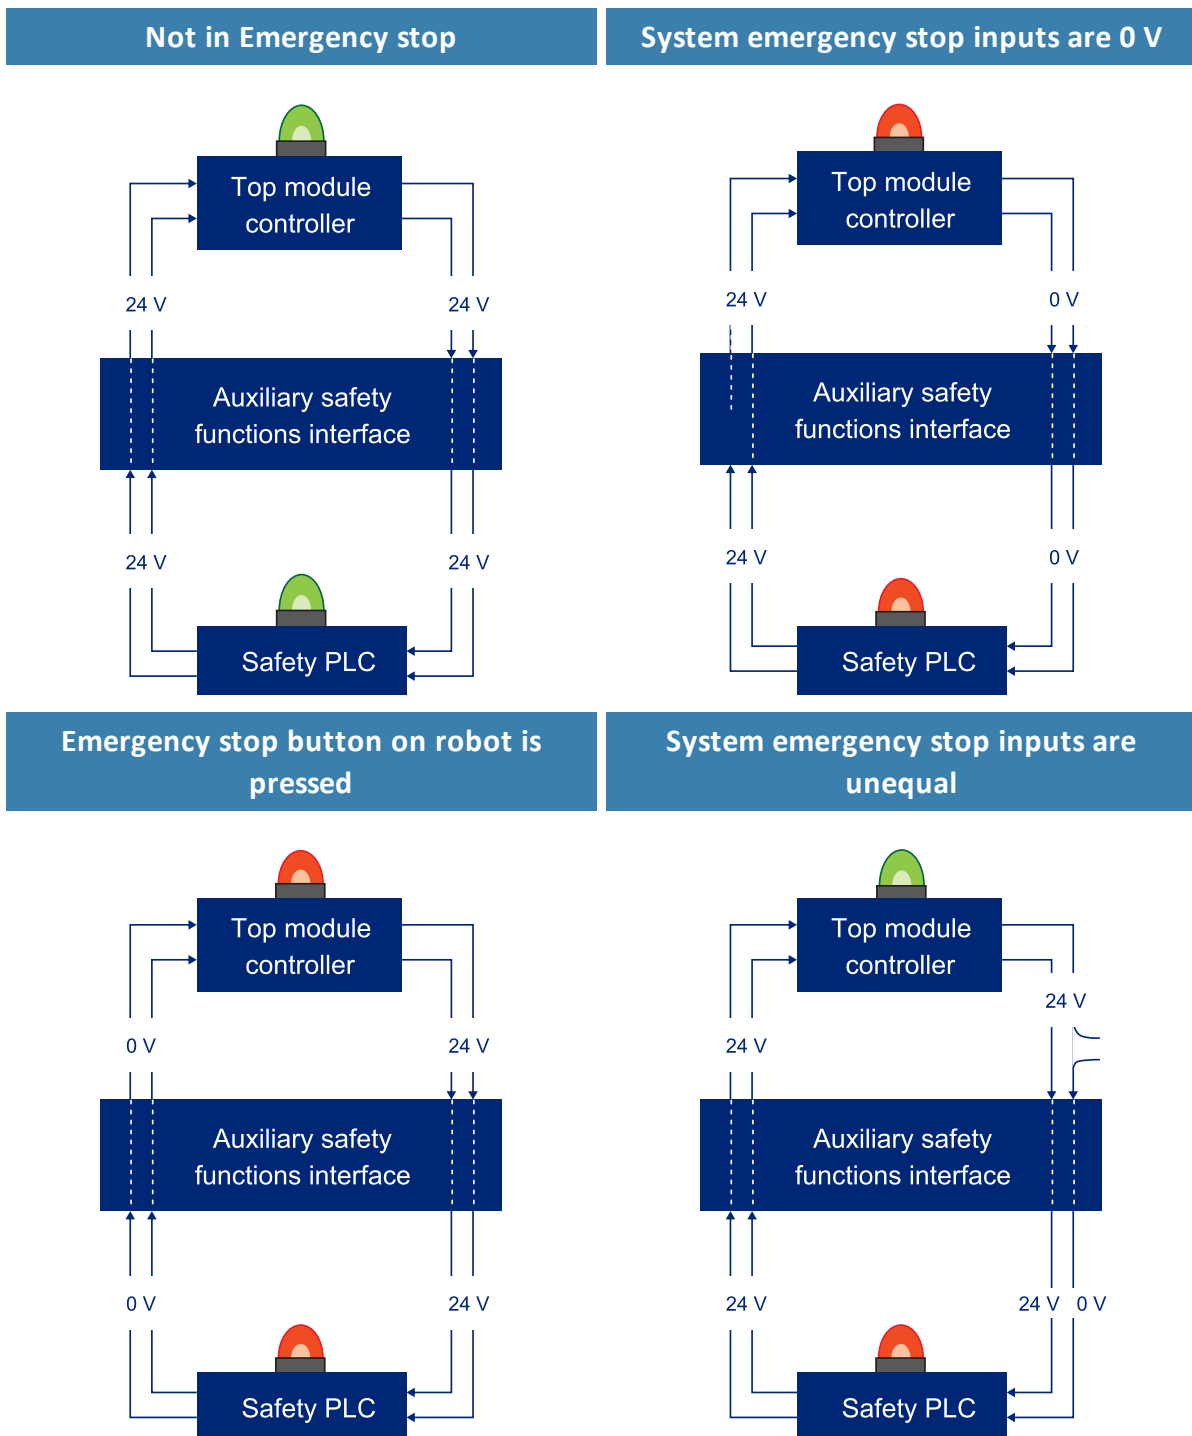 Not in Emergency stop
System emergency stop inputs are 0 V
Top module
controller
24 V
24 V
Auxiliary safety
functions interface
24 V
24 V
Safety PLC
Top module
controller
24 V
0 V
Auxiliary safety
functions interface
24 V
0 V
Safety PLC
Emergency stop button on robot is
pressed
System emergency stop inputs are
unequal
Top module
controller
0 V
24 V
Auxiliary safety
functions interface
0 V
24 V
Safety PLC
Top module
controller
24 V
24 V
Auxiliary safety
functions interface
24 V
24 V
0 V
Safety PLC